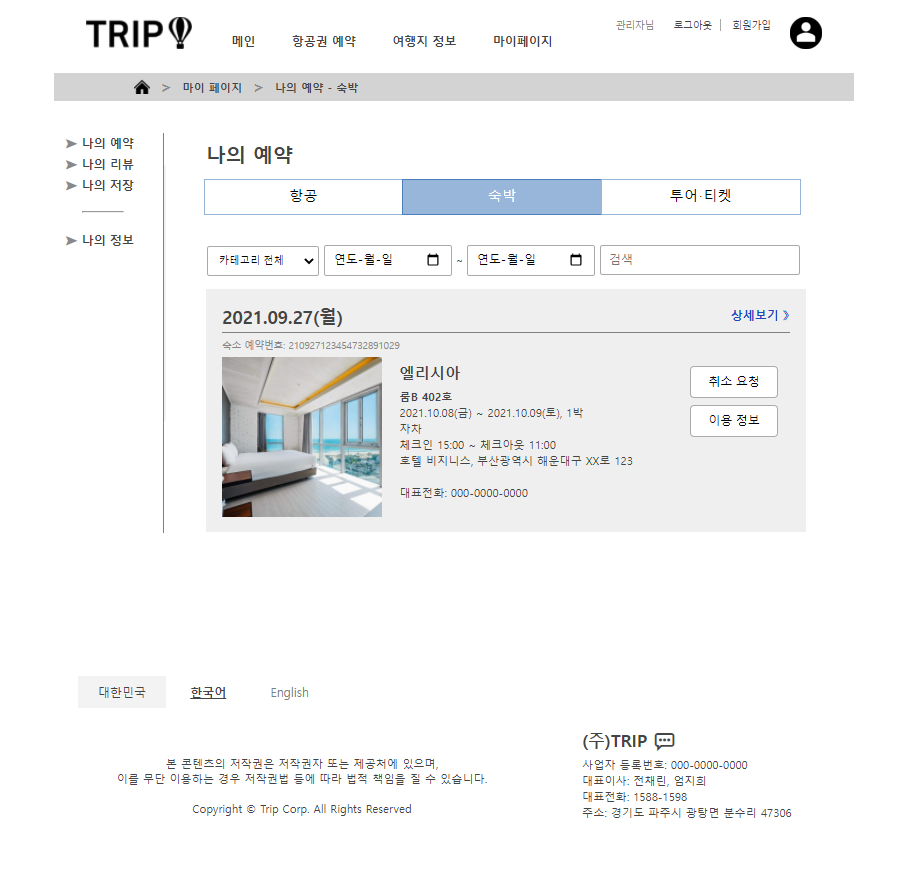 TRIP
메인 항공권 예약 여행지 정보 마이페이지
관리자님 로그아웃 | 회원가입
> 마이 페이지 > 나의 예약 - 숙박
➤ 나의 예약
➤ 나의 리뷰
➤ 나의 저장
➤ 나의 정보
나의 예약
항공 숙박 투어·티켓
카테고리 전체 연도-월-일 ~ 연도-월-일 검색
2021.09.27(월) 상세보기 》
숙소 예약번호: 210927123454732891029
엘리시아
룸B 402호
2021.10.08(금) ~ 2021.10.09(토), 1박
자차
체크인 15:00 ~ 체크아웃 11:00
호텔 비지니스, 부산광역시 해운대구 XX로 123
대표전화: 000-0000-0000
취소 요청
이용 정보
대한민국 한국어 English
본 콘텐츠의 저작권은 저작권자 또는 제공처에 있으며,
이를 무단 이용하는 경우 저작권법 등에 따라 법적 책임을 질 수 있습니다.
Copyright © Trip Corp. All Rights Reserved
(주)TRIP
사업자 등록번호: 000-0000-0000
대표이사: 전채린, 엄지희
대표전화: 1588-1598
주소: 경기도 파주시 광탕면 분수리 47306